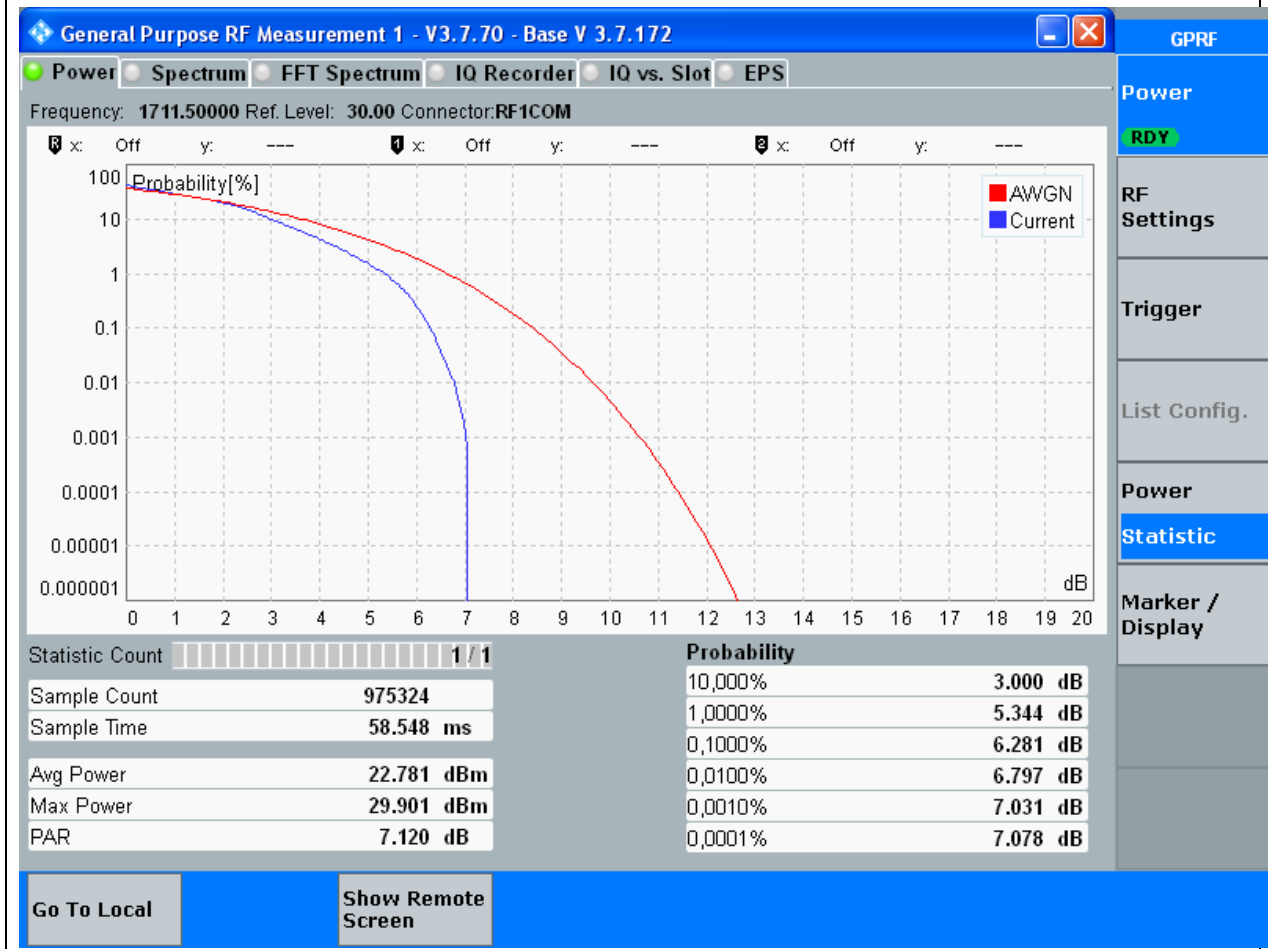 General Purpose RF Measurement 1 - V3.7.70 - Base V 3.7.172
GPRF
Power Spectrum FFT Spectrum IQ Recorder IQ vs. Slot EPS
Frequency: 1711.50000 Ref. Level: 30.00 Connector:RF1COM
R x: Off y: --- 1 x: Off y: --- 2 x: Off y: ---
Probability[%]
100
10
1
0.1
0.01
0.001
0.0001
0.00001
0.000001
AWGN
Current
dB
0 1 2 3 4 5 6 7 8 9 10 11 12 13 14 15 16 17 18 19 20
Statistic Count 1 / 1
Sample Count 975324
Sample Time 58.548 ms
Avg Power 22.781 dBm
Max Power 29.901 dBm
PAR 7.120 dB
Probability
10,000% 3.000 dB
1,0000% 5.344 dB
0,1000% 6.281 dB
0,0100% 6.797 dB
0,0010% 7.031 dB
0,0001% 7.078 dB
Power
RDY
RF
Settings
Trigger
List Config.
Power
Statistic
Marker /
Display
Go To Local
Show Remote
Screen